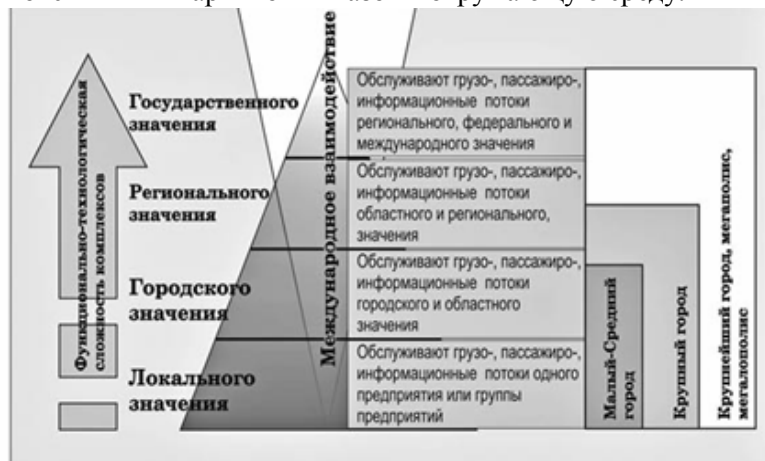 Функционально-технологическая
сложность комплексов
Государственного
значения
Регионального
значения
Городского
значения
Локального
значения
Международное взаимодействие
Обслуживают грузо-, пассажиро-,
информационные потоки
регионального, федерального и
международного значения
Обслуживают грузо-, пассажиро-,
информационные потоки
областного и регионального,
значения
Обслуживают грузо-, пассажиро-,
информационные потоки
городского и областного
значения
Обслуживают грузо-, пассажиро-,
информационные потоки одного
предприятия или группы
предприятий
Малый-Средний
город
Крупный город
Крупнейший город, мегаполис,
мегалополис